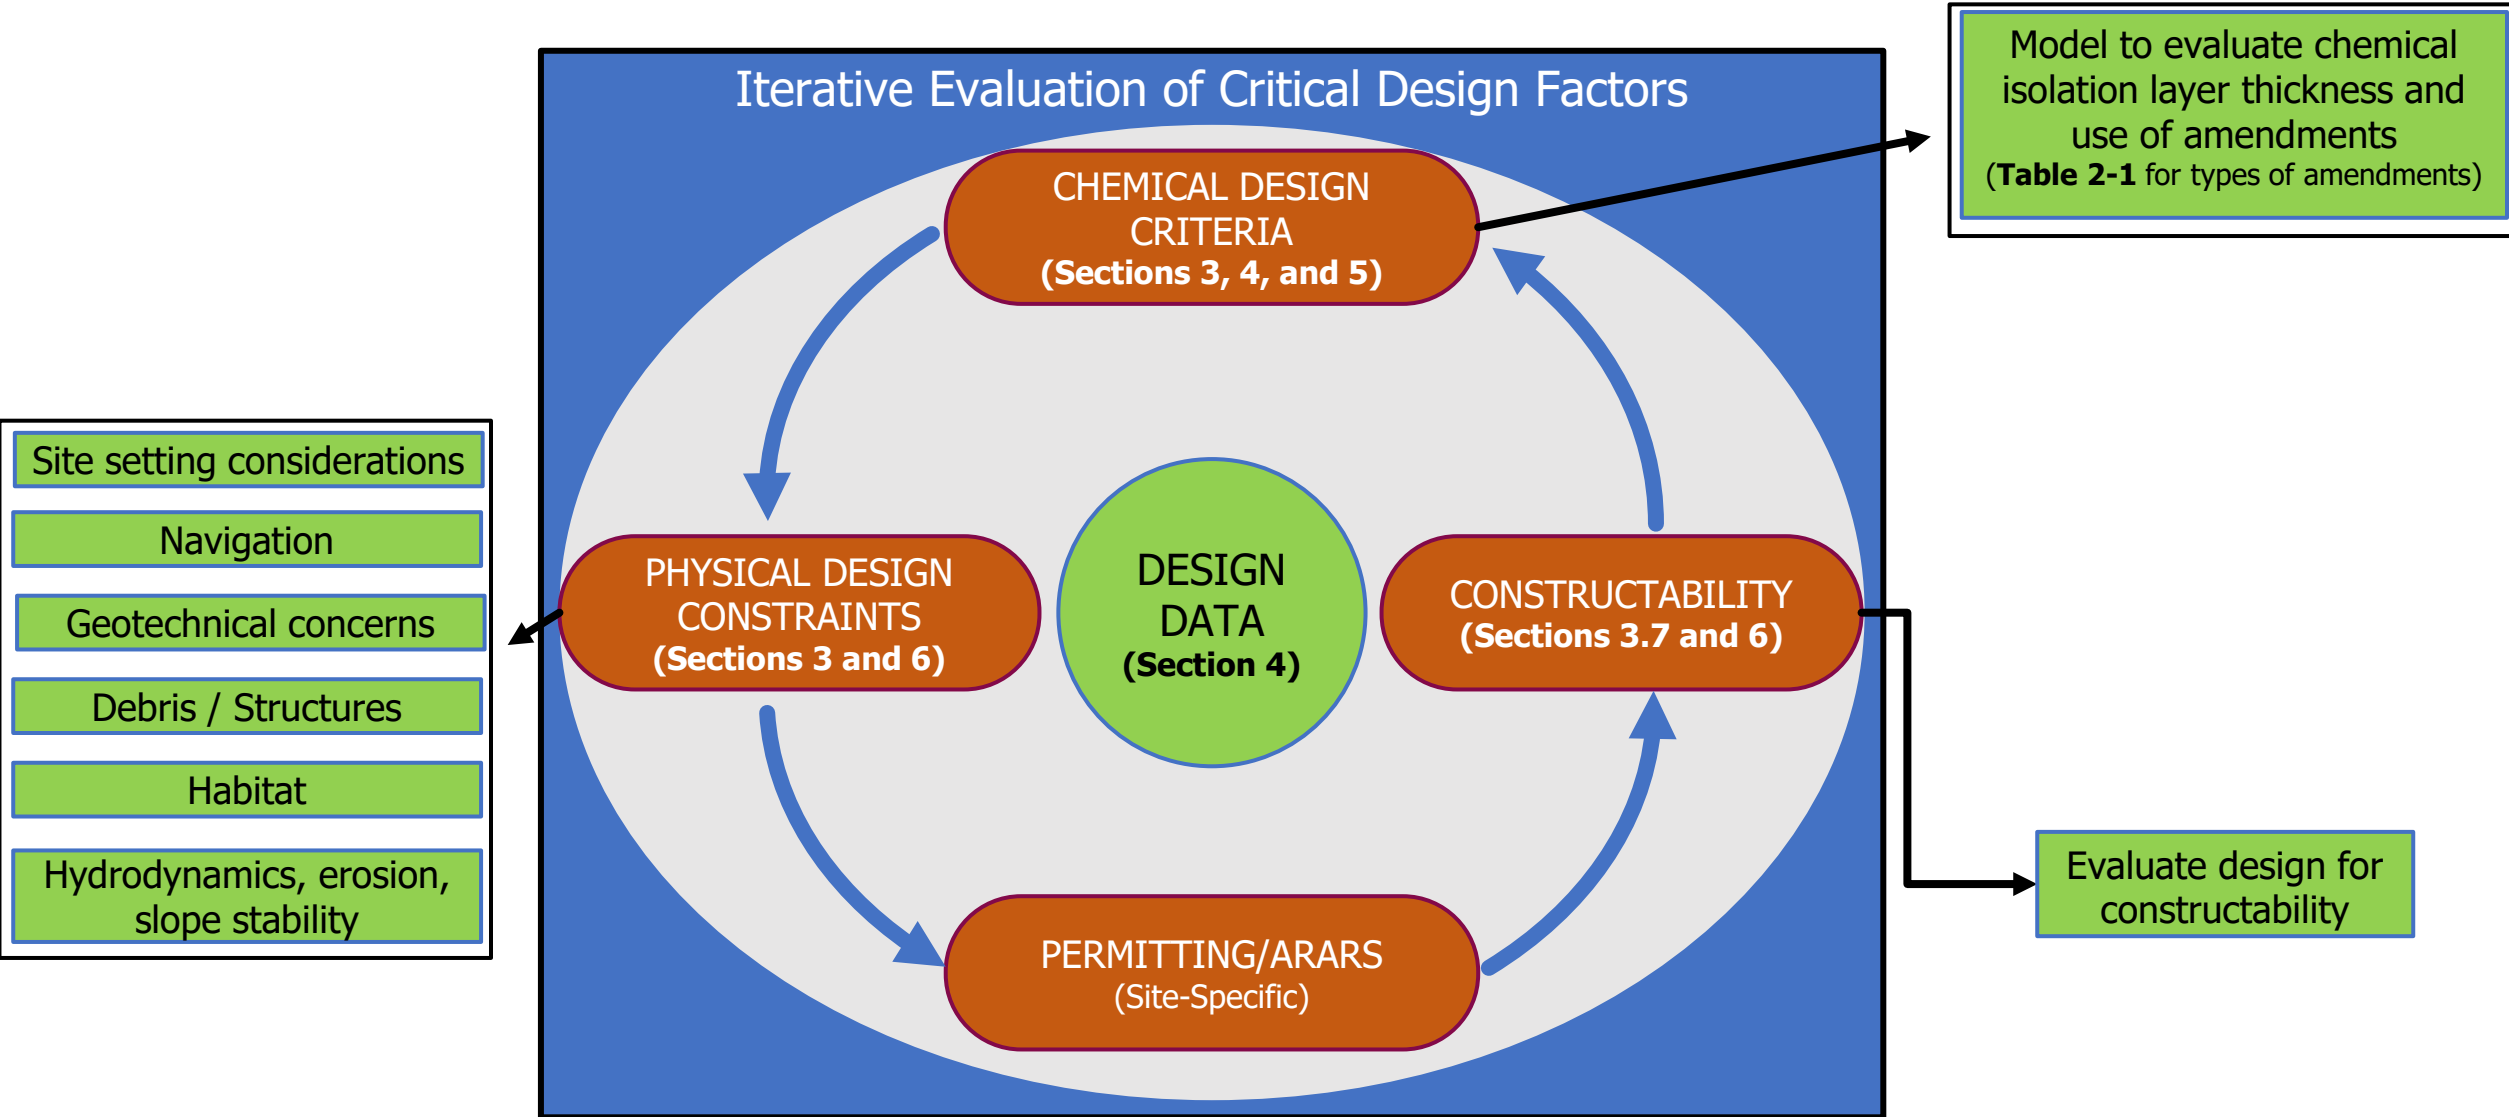 Iterative Evaluation of Critical Design Factors
CHEMICAL DESIGN
CRITERIA
(Sections 3, 4, and 5)
Model to evaluate chemical
isolation layer thickness and
use of amendments
(Table 2-1 for types of amendments)
PHYSICAL DESIGN
CONSTRAINTS
(Sections 3 and 6)
Site setting considerations
Navigation
Geotechnical concerns
Debris / Structures
Habitat
Hydrodynamics, erosion,
slope stability
DESIGN
DATA
(Section 4)
PERMITTING/ARARS
(Site-Specific)
CONSTRUCTABILITY
(Sections 3.7 and 6)
Evaluate design for
constructability